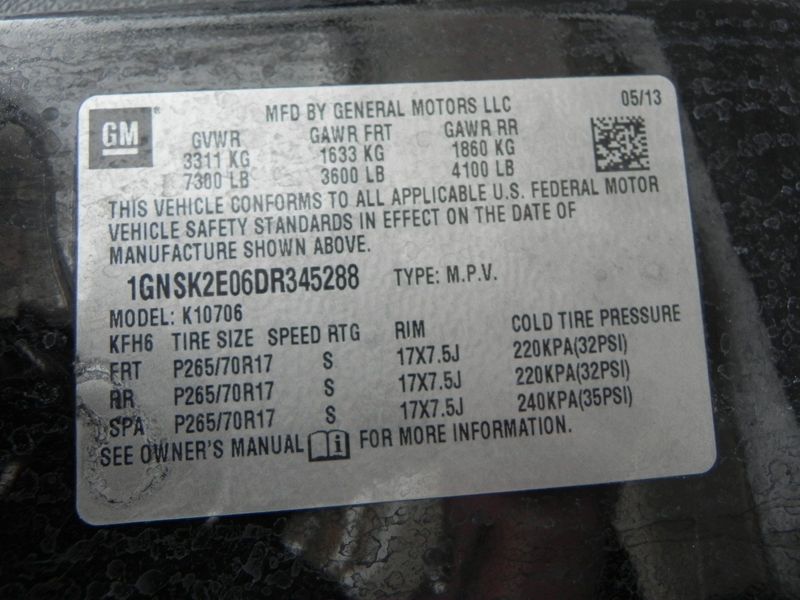 GM
MFD BY GENERAL MOTORS LLC 05/13
GVWR GAWR FRT GAWR RR
3311 KG 1633 KG 1860 KG
7300 LB 3600 LB 4100 LB
THIS VEHICLE CONFORMS TO ALL APPLICABLE U.S. FEDERAL MOTOR
VEHICLE SAFETY STANDARDS IN EFFECT ON THE DATE OF
MANUFACTURE SHOWN ABOVE.
1GNSK2E06DR345288 TYPE: M.P.V.
MODEL: K10706
KFH6 TIRE SIZE SPEED RTG RIM COLD TIRE PRESSURE
FRT P265/70R17 S 17X7.5J 220KPA(32PSI)
RR P265/70R17 S 17X7.5J 220KPA(32PSI)
SPA P265/70R17 S 17X7.5J 240KPA(35PSI)
SEE OWNER'S MANUAL i FOR MORE INFORMATION.